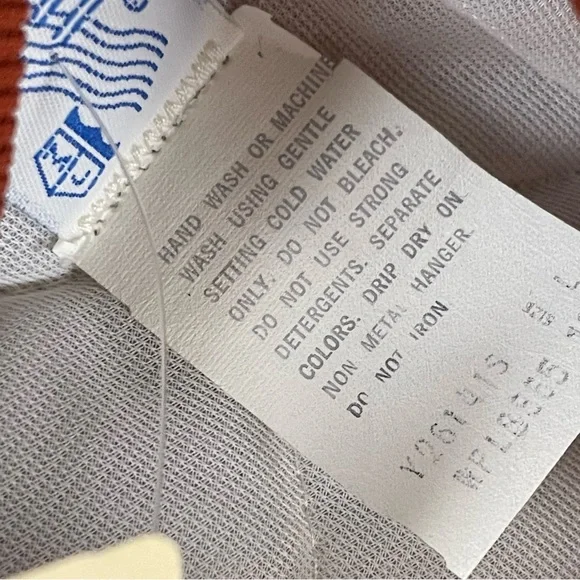 HAND WASH OR MACHINE
WASH USING GENTLE
SETTING COLD WATER
ONLY. DO NOT BLEACH.
DO NOT USE STRONG
DETERGENTS. SEPARATE
COLORS. DRIP DRY ON
NON METAL HANGER
DO NOT IRON